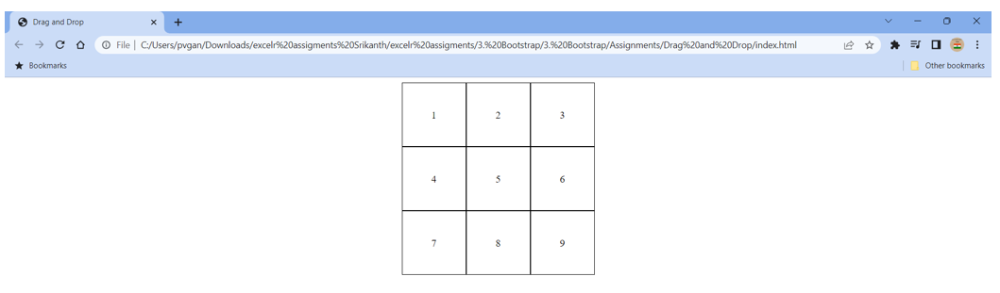 Drag and Drop
File | C:/Users/pvgan/Downloads/excelr%20assigments%20Srikanth/excelr%20assigments/3.%20Bootstrap/3.%20Bootstrap/Assignments/Drag%20and%20Drop/index.html
Bookmarks Other bookmarks
1 2 3
4 5 6
7 8 9